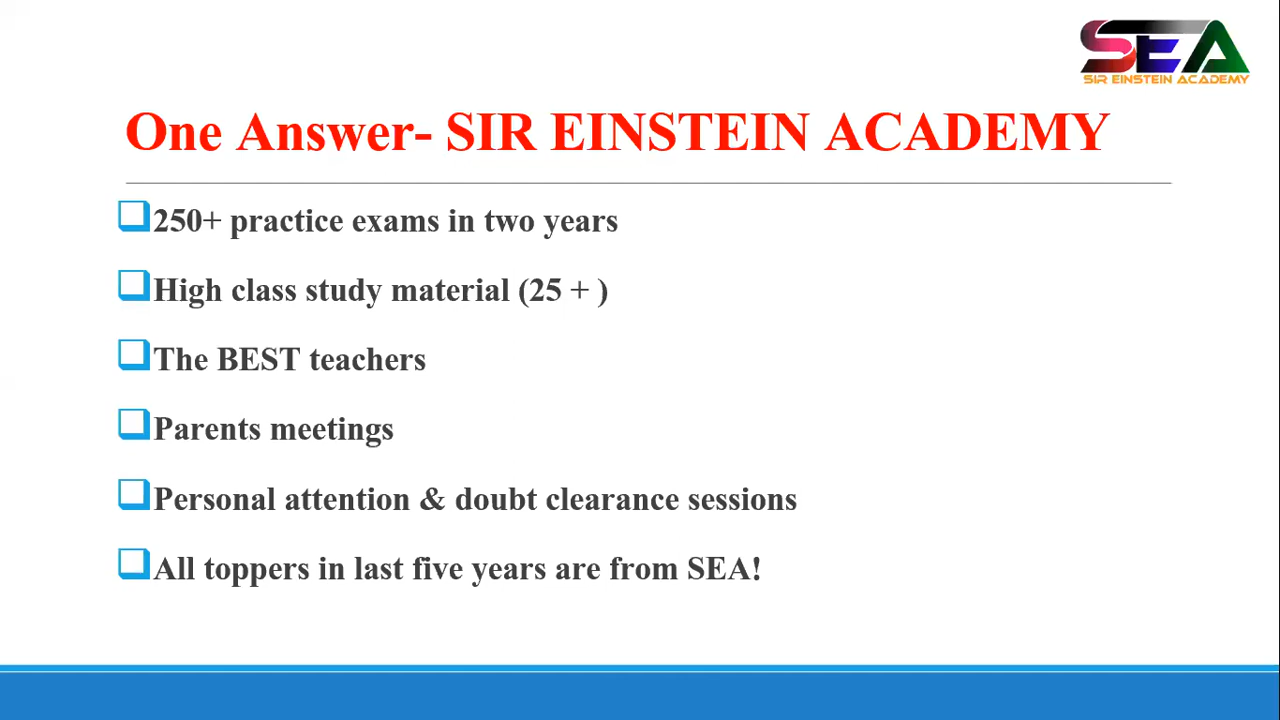 SEA
SIR EINSTEIN ACADEMY
One Answer- SIR EINSTEIN ACADEMY
250+ practice exams in two years
High class study material (25 + )
The BEST teachers
Parents meetings
Personal attention & doubt clearance sessions
All toppers in last five years are from SEA!